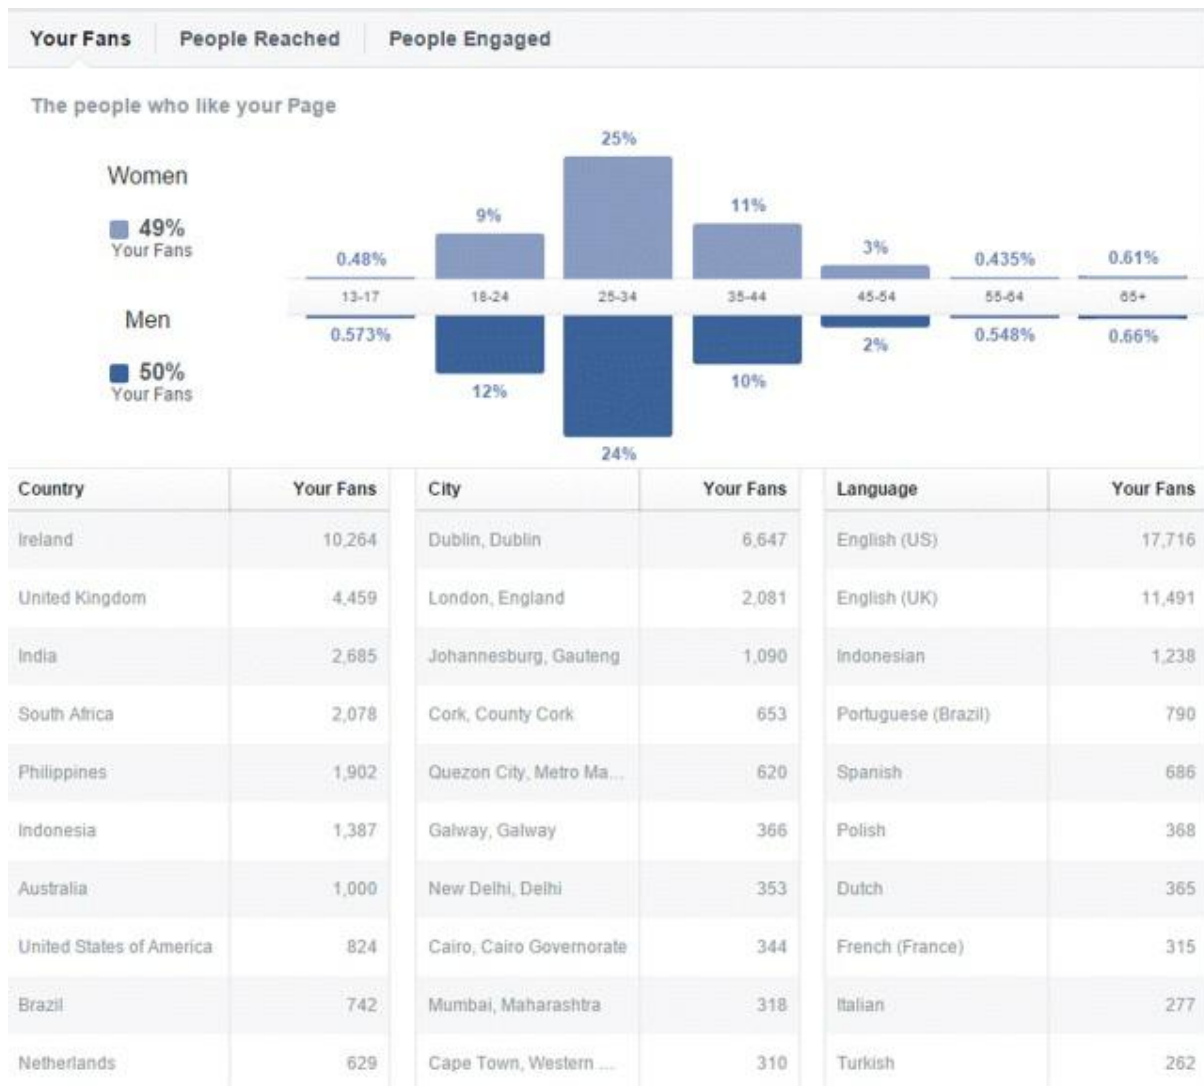 Your Fans People Reached People Engaged
The people who like your Page
Women
49%
Your Fans
Men
50%
Your Fans
0.48% 9% 25% 11% 3% 0.435% 0.61%
13-17 18-24 25-34 35-44 45-54 55-64 65+
0.573% 12% 24% 10% 2% 0.548% 0.66%
Country Your Fans City Your Fans Language Your Fans
Ireland 10,264 Dublin, Dublin 6,647 English (US) 17,716
United Kingdom 4,459 London, England 2,081 English (UK) 11,491
India 2,685 Johannesburg, Gauteng 1,090 Indonesian 1,238
South Africa 2,078 Cork, County Cork 653 Portuguese (Brazil) 790
Philippines 1,902 Quezon City, Metro Ma... 620 Spanish 686
Indonesia 1,387 Galway, Galway 366 Polish 368
Australia 1,000 New Delhi, Delhi 353 Dutch 365
United States of America 824 Cairo, Cairo Governorate 344 French (France) 315
Brazil 742 Mumbai, Maharashtra 318 Italian 277
Netherlands 629 Cape Town, Western ... 310 Turkish 262